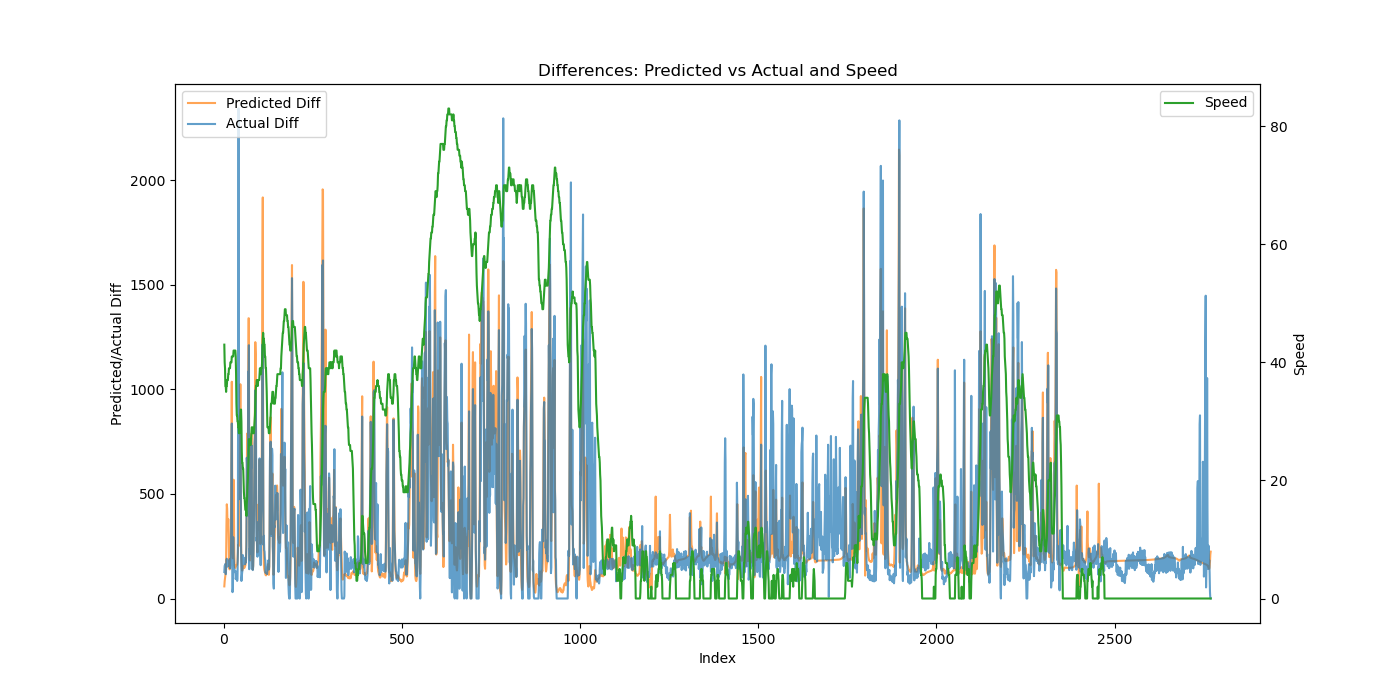 Differences: Predicted vs Actual and Speed
Predicted Diff
Actual Diff
Speed
Predicted/Actual Diff
2000
1500
1000
500
0
80
60
40
20
0
Speed
0 500 1000 1500 2000 2500
Index